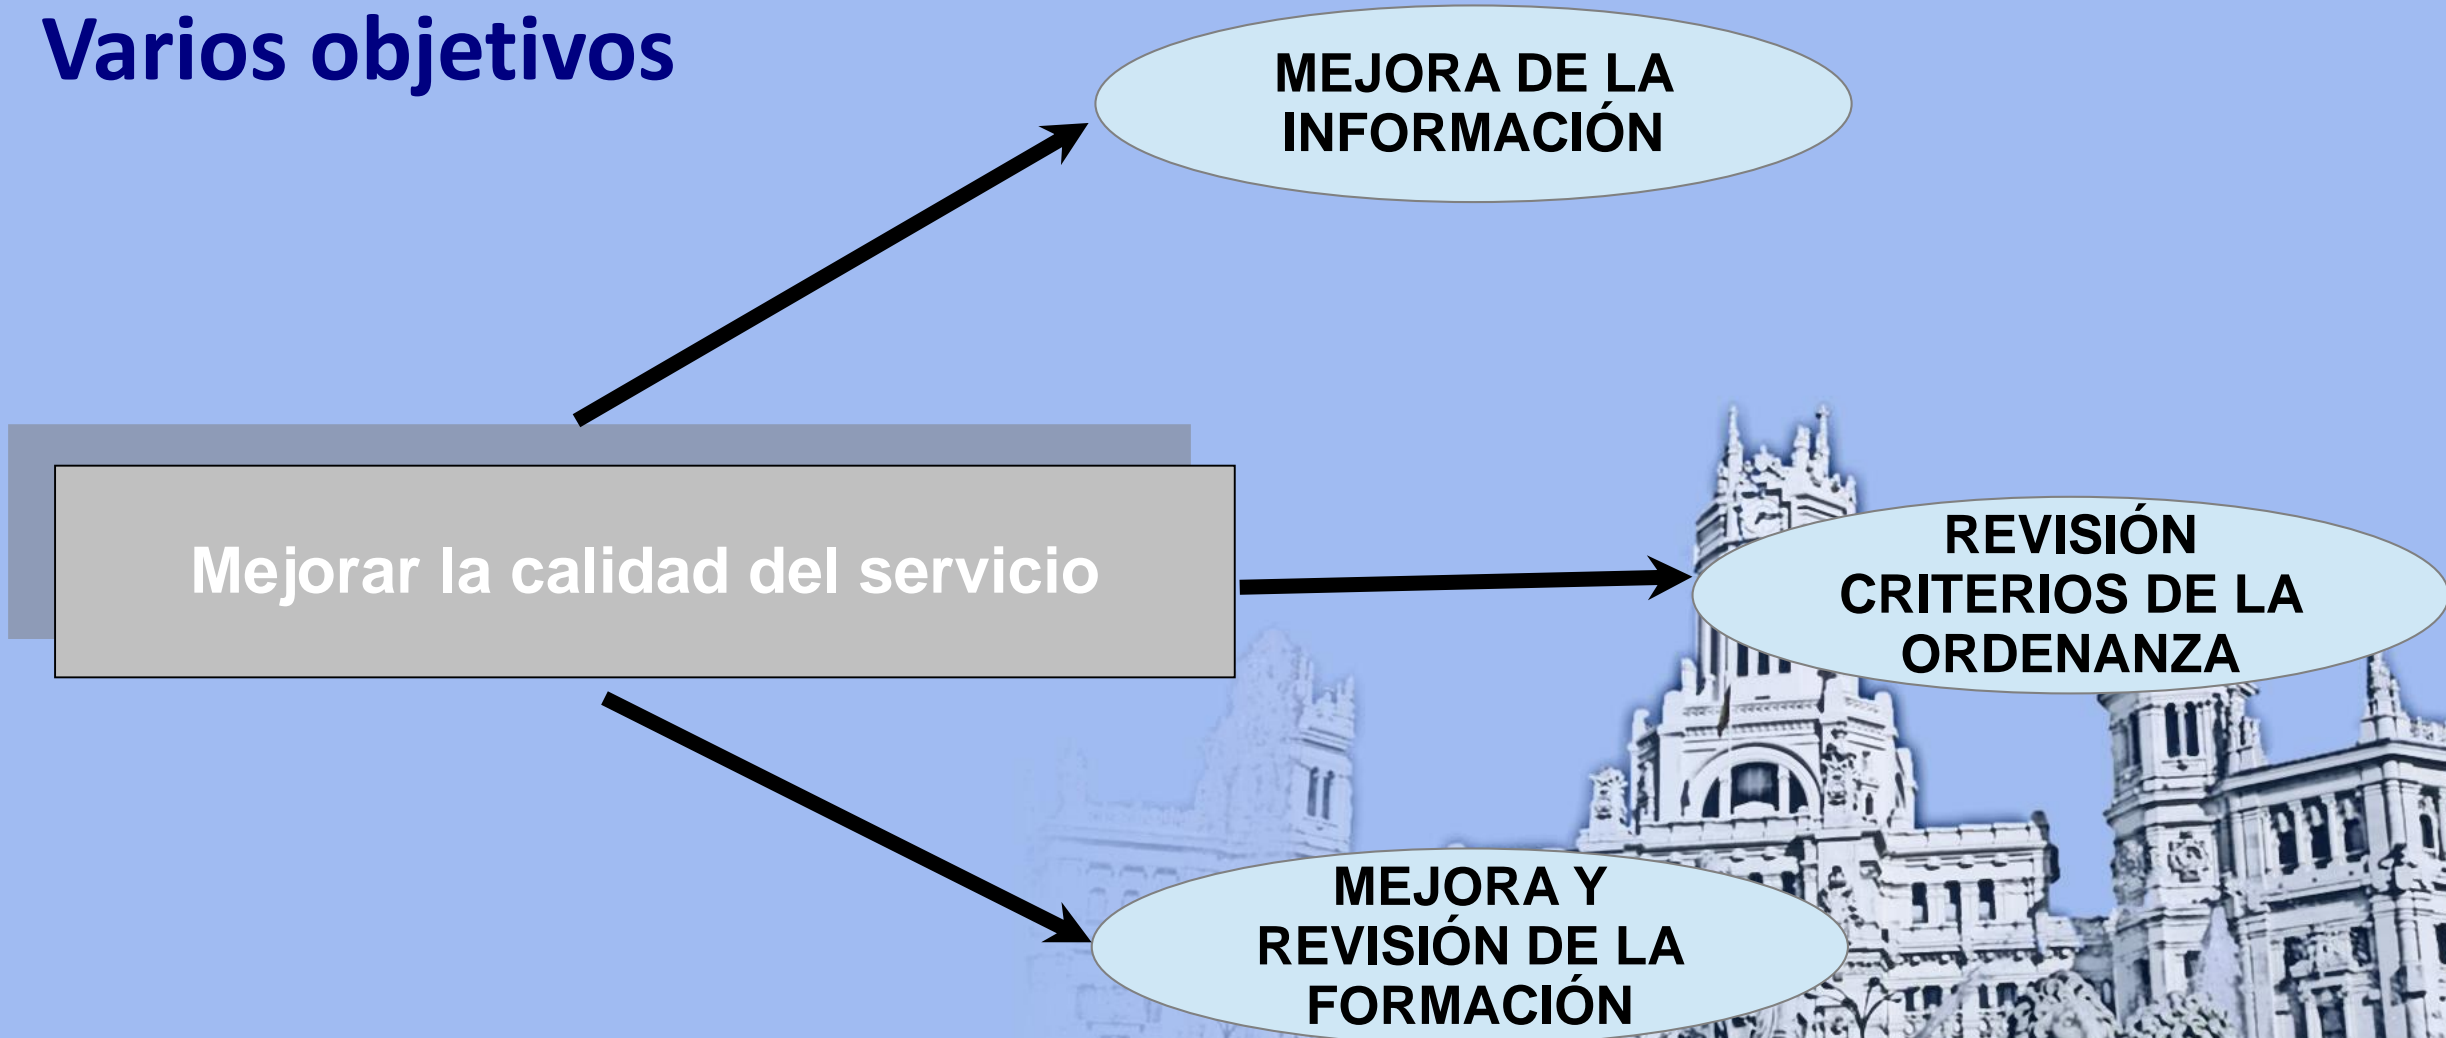 Varios objetivos
MEJORA DE LA
INFORMACIÓN
Mejorar la calidad del servicio
REVISIÓN
CRITERIOS DE LA
ORDENANZA
MEJORA Y
REVISIÓN DE LA
FORMACIÓN